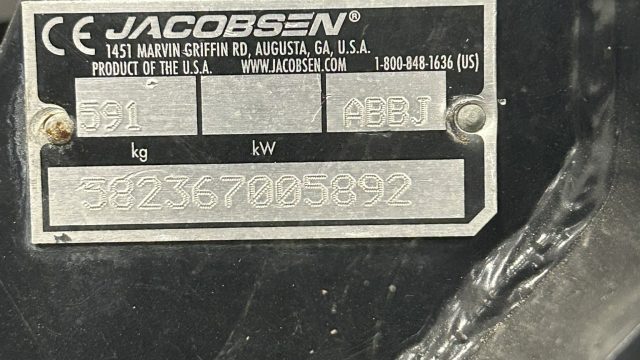 CE JACOBSEN®
1451 MARVIN GRIFFIN RD, AUGUSTA, GA, U.S.A.
PRODUCT OF THE U.S.A. WWW.JACOBSEN.COM 1-800-848-1636 (US)
591 ABBJ
kg kW
382367005892